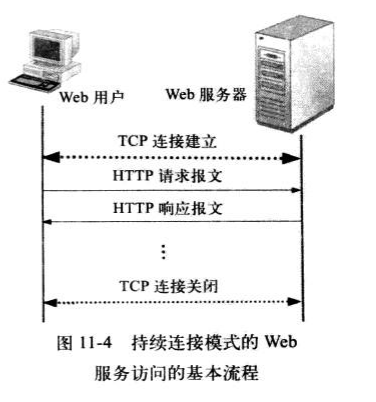 Web 用户
Web 服务器
TCP 连接建立
HTTP 请求报文
HTTP 响应报文
⋮
TCP 连接关闭
图 11-4 持续连接模式的 Web
服务访问的基本流程